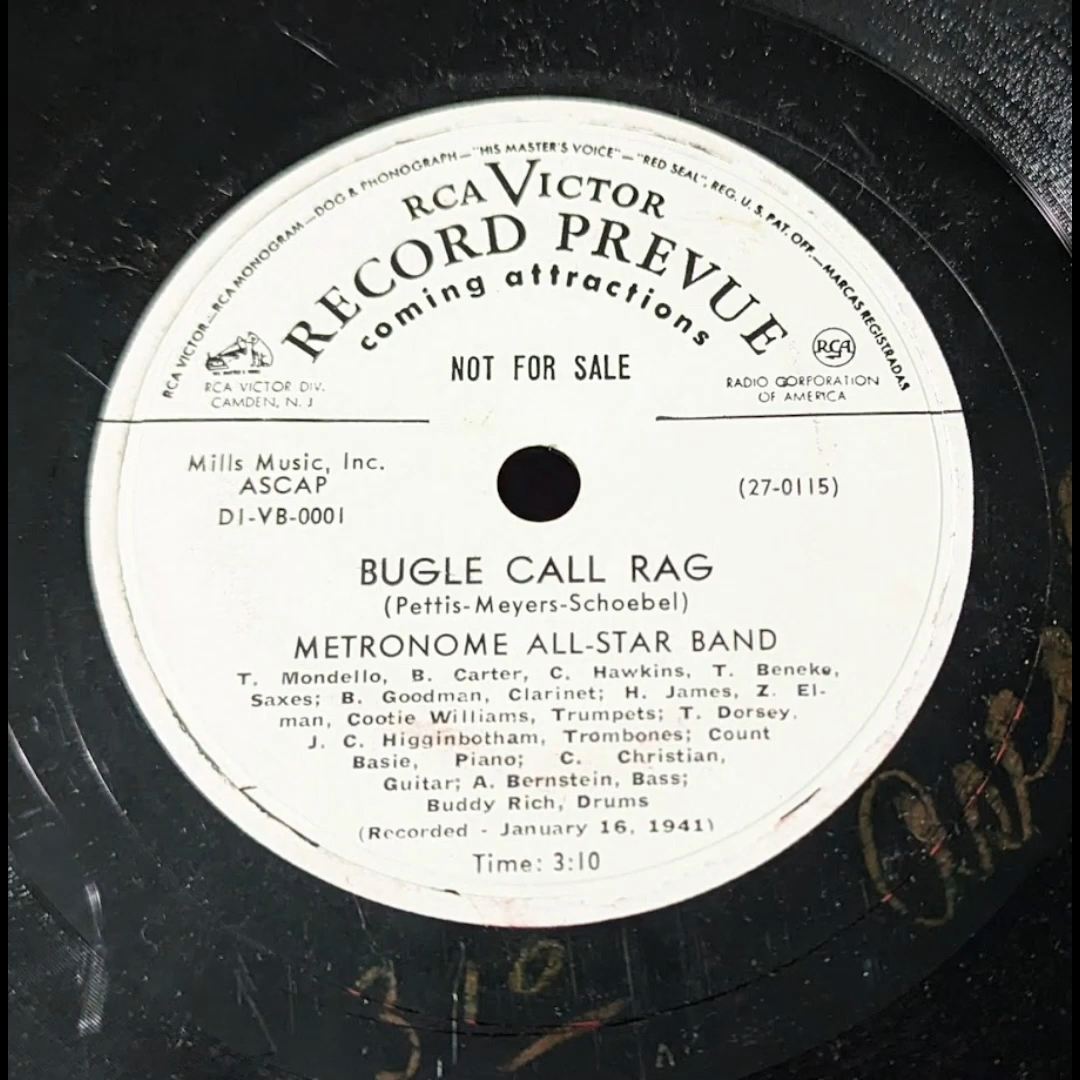 RCA VICTOR—RCA MONOGRAM—DOG & PHONOGRAPH—"HIS MASTER'S VOICE"—"RED SEAL", REG. U. S. PAT. OFF.—MARCAS REGISTRADAS
RCA VICTOR
RECORD PREVUE
coming attractions
NOT FOR SALE
RCA VICTOR DIV.
CAMDEN, N. J
RCA
RADIO CORPORATION
OF AMERICA
Mills Music, Inc.
ASCAP
D1-VB-0001
(27-0115)
BUGLE CALL RAG
(Pettis-Meyers-Schoebel)
METRONOME ALL-STAR BAND
T. Mondello, B. Carter, C. Hawkins, T. Beneke,
Saxes; B. Goodman, Clarinet; H. James, Z. El-
man, Cootie Williams, Trumpets; T. Dorsey,
J. C. Higginbotham, Trombones; Count
Basie, Piano; C. Christian,
Guitar; A. Bernstein, Bass;
Buddy Rich, Drums
(Recorded - January 16, 1941)
Time: 3:10
310